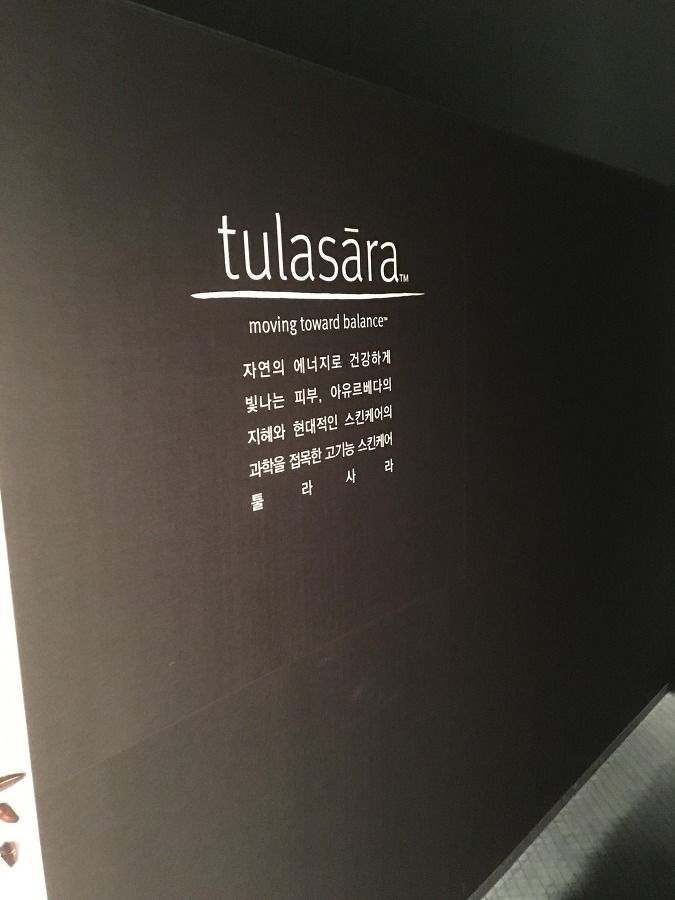 tulasāra™
moving toward balance™
자연의 에너지로 건강하게
빛나는 피부, 아유르베다의
지혜와 현대적인 스킨케어의
과학을 접목한 고기능 스킨케어
툴 라 사 라